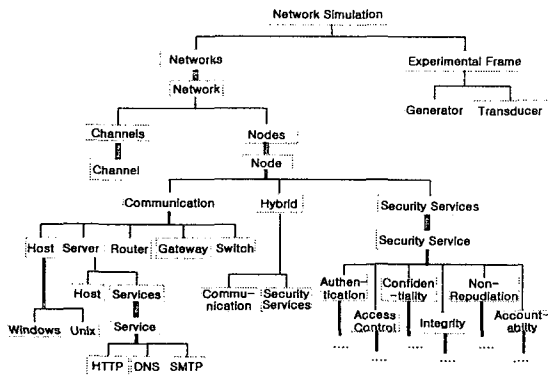 Network Simulation
Networks
Experimental Frame
Network
Generator
Transducer
Channels
Nodes
Channel
Node
Communication
Hybrid
Security Services
Host
Server
Router
Gateway
Switch
Security Service
Host
Services
Commu-
nication
Security
Services
Authen-
tication
Access
Control
Confiden
-tiality
Integrity
Non-
Repudiation
Account-
ability
Windows
Unix
Service
HTTP
DNS
SMTP
....
....
....
....
....
....